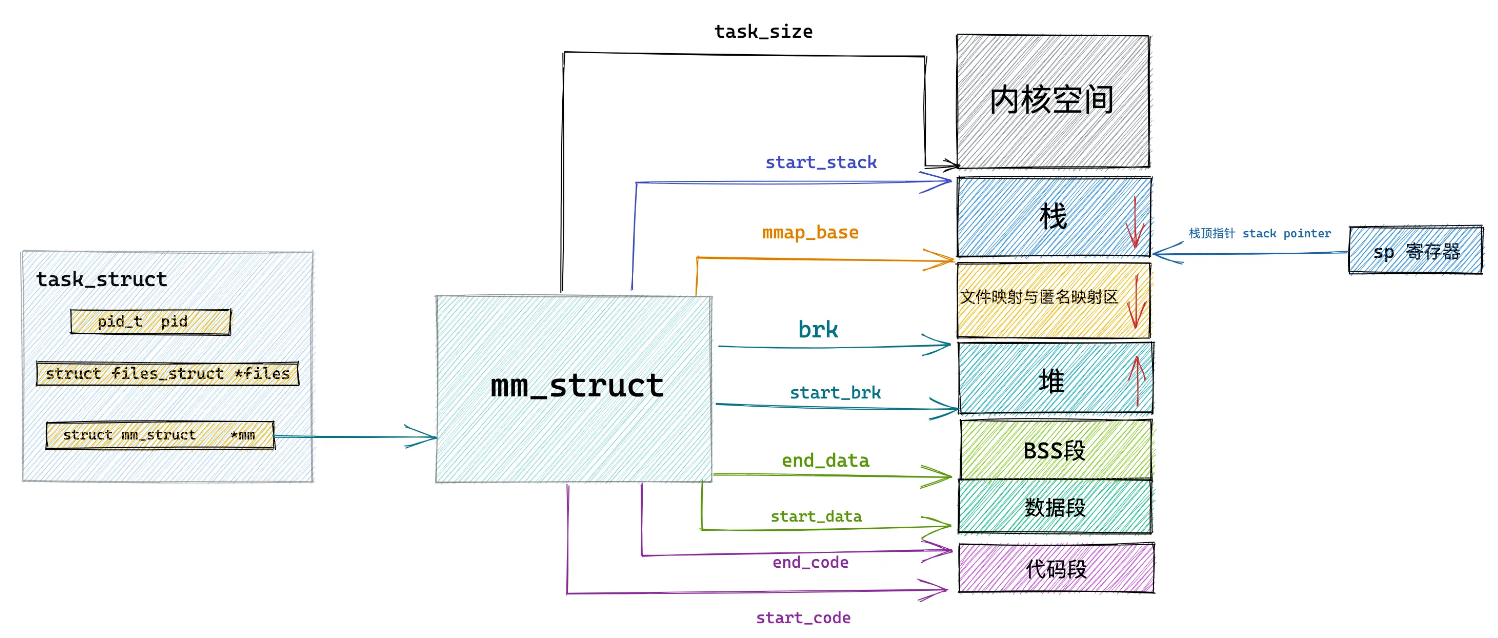 task_size
内核空间
start_stack
栈
mmap_base
栈顶指针 stack pointer
sp 寄存器
task_struct
pid_t pid
struct files_struct *files
struct mm_struct *mm
mm_struct
文件映射与匿名映射区
brk
堆
start_brk
BSS段
end_data
数据段
start_data
end_code
代码段
start_code